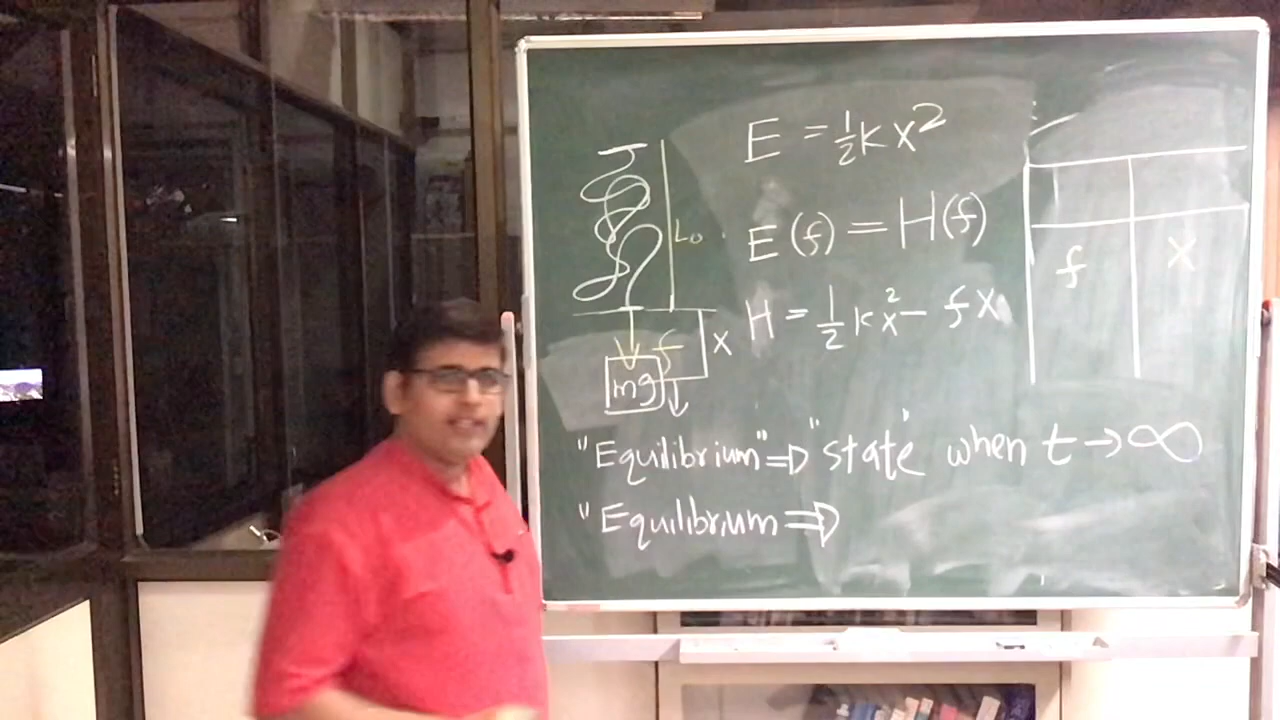 E = ½ k x²
E(f) = H(f)
H = ½ k x² − f x
L₀
f
x
mg
f x
"Equilibrium" ⇒ "state" when t → ∞
"Equilibrium ⇒